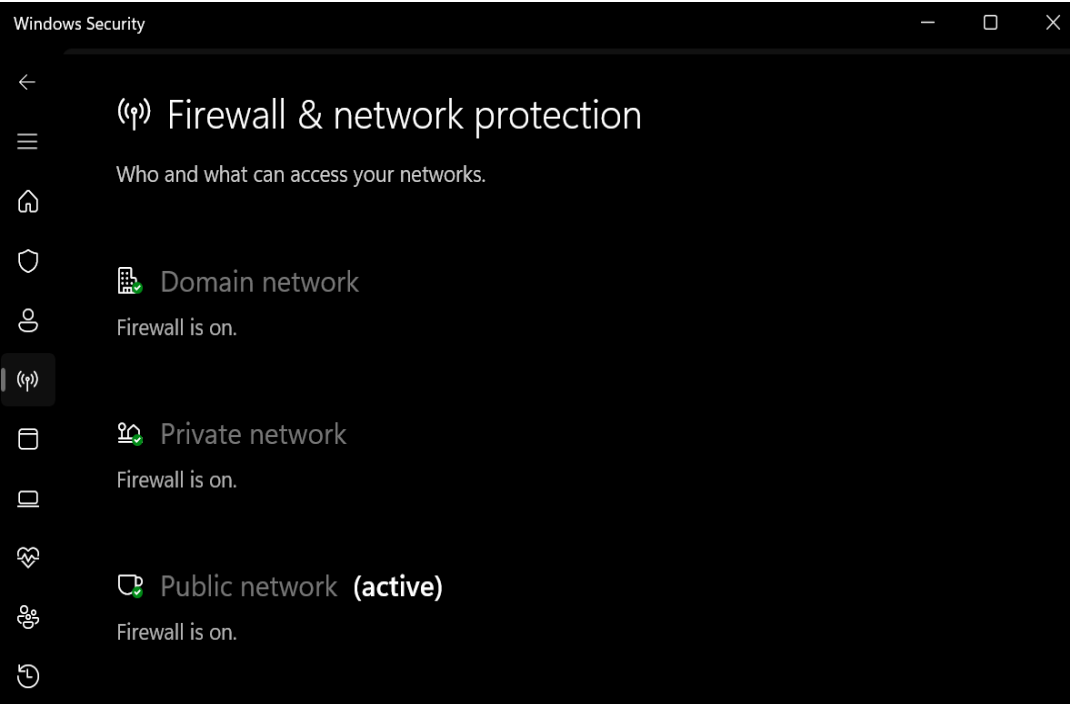 Windows Security
Firewall & network protection
Who and what can access your networks.
Domain network
Firewall is on.
Private network
Firewall is on.
Public network (active)
Firewall is on.